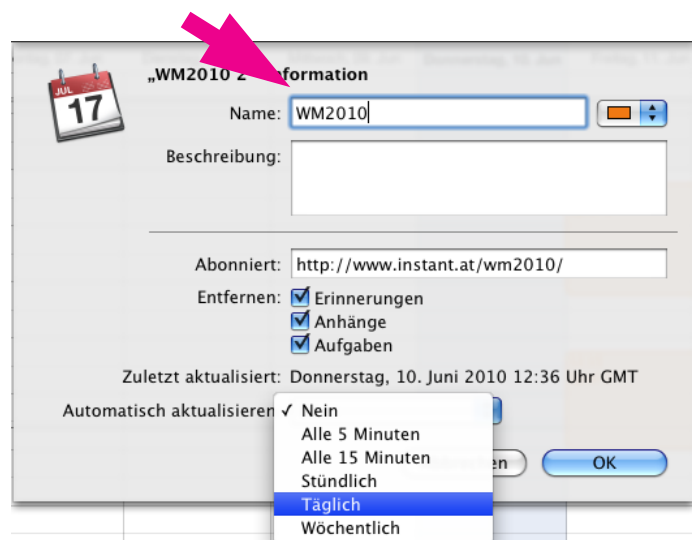 „WM2010 2
formation
JUL
17
Name: WM2010
Beschreibung:
Abonniert: http://www.instant.at/wm2010/
Entfernen: Erinnerungen
Anhänge
Aufgaben
Zuletzt aktualisiert: Donnerstag, 10. Juni 2010 12:36 Uhr GMT
Automatisch aktualisieren
✓ Nein
Alle 5 Minuten
Alle 15 Minuten
en
OK
Stündlich
Täglich
Wöchentlich